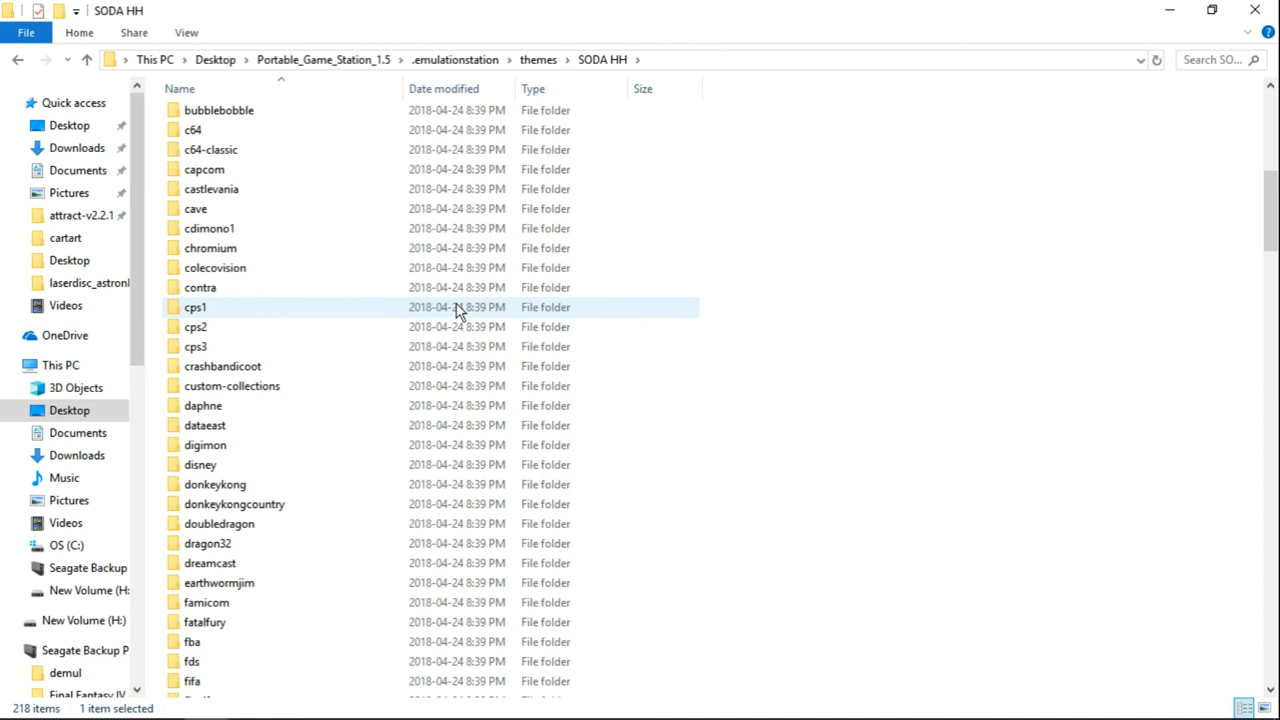 SODA HH
File Home Share View
This PC Desktop Portable_Game_Station_1.5 .emulationstation themes SODA HH Search SO...
Name Date modified Type Size
Quick access
Desktop
Downloads
Documents
Pictures
attract-v2.2.1
cartart
Desktop
laserdisc_astronl
Videos
OneDrive
This PC
3D Objects
Desktop
Documents
Downloads
Music
Pictures
Videos
OS (C:)
Seagate Backup
New Volume (H:
New Volume (H:)
Seagate Backup P
demul
Final Fantasy IV
bubblebobble 2018-04-24 8:39 PM File folder
c64 2018-04-24 8:39 PM File folder
c64-classic 2018-04-24 8:39 PM File folder
capcom 2018-04-24 8:39 PM File folder
castlevania 2018-04-24 8:39 PM File folder
cave 2018-04-24 8:39 PM File folder
cdimono1 2018-04-24 8:39 PM File folder
chromium 2018-04-24 8:39 PM File folder
colecovision 2018-04-24 8:39 PM File folder
contra 2018-04-24 8:39 PM File folder
cps1 2018-04-24 8:39 PM File folder
cps2 2018-04-24 8:39 PM File folder
cps3 2018-04-24 8:39 PM File folder
crashbandicoot 2018-04-24 8:39 PM File folder
custom-collections 2018-04-24 8:39 PM File folder
daphne 2018-04-24 8:39 PM File folder
dataeast 2018-04-24 8:39 PM File folder
digimon 2018-04-24 8:39 PM File folder
disney 2018-04-24 8:39 PM File folder
donkeykong 2018-04-24 8:39 PM File folder
donkeykongcountry 2018-04-24 8:39 PM File folder
doubledragon 2018-04-24 8:39 PM File folder
dragon32 2018-04-24 8:39 PM File folder
dreamcast 2018-04-24 8:39 PM File folder
earthwormjim 2018-04-24 8:39 PM File folder
famicom 2018-04-24 8:39 PM File folder
fatalfury 2018-04-24 8:39 PM File folder
fba 2018-04-24 8:39 PM File folder
fds 2018-04-24 8:39 PM File folder
fifa 2018-04-24 8:39 PM File folder
218 items 1 item selected